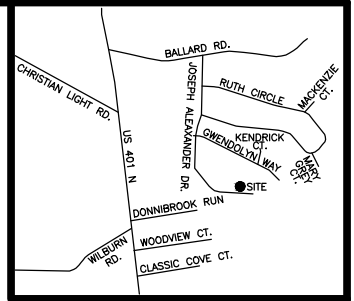 BALLARD RD.
CHRISTIAN LIGHT RD.
JOSEPH ALEAXANDER DR.
RUTH CIRCLE
MACKENZIE
CT.
US 401 N
KENDRICK
CT.
GWENDOLYN WAY
MARY
GREY
CT.
SITE
DONNIBROOK RUN
WILBURN
RD.
WOODVIEW CT.
CLASSIC COVE CT.